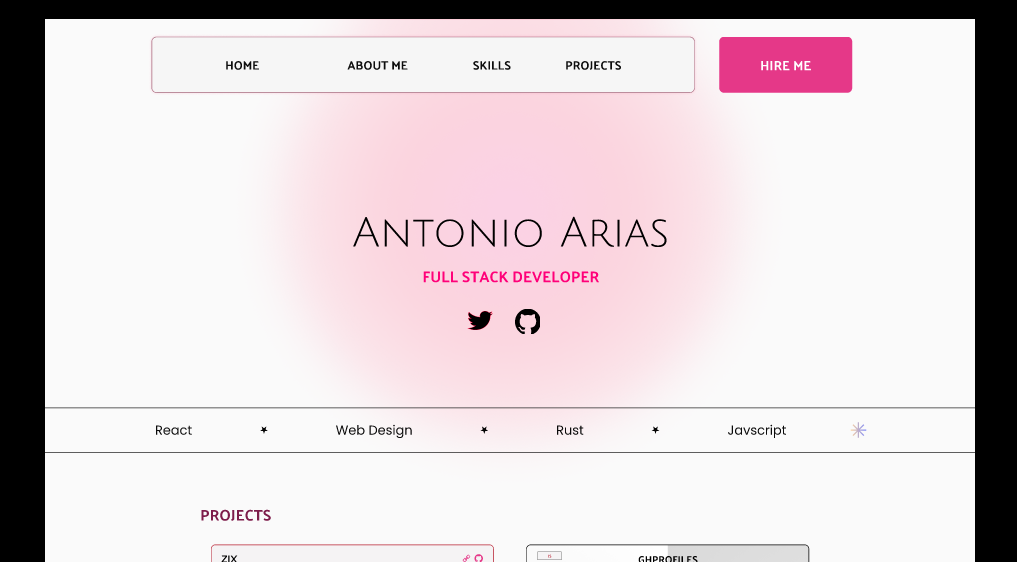 HOME ABOUT ME SKILLS PROJECTS HIRE ME
Antonio Arias
FULL STACK DEVELOPER
React Web Design Rust Javscript
PROJECTS
ZIX GHPROFILES